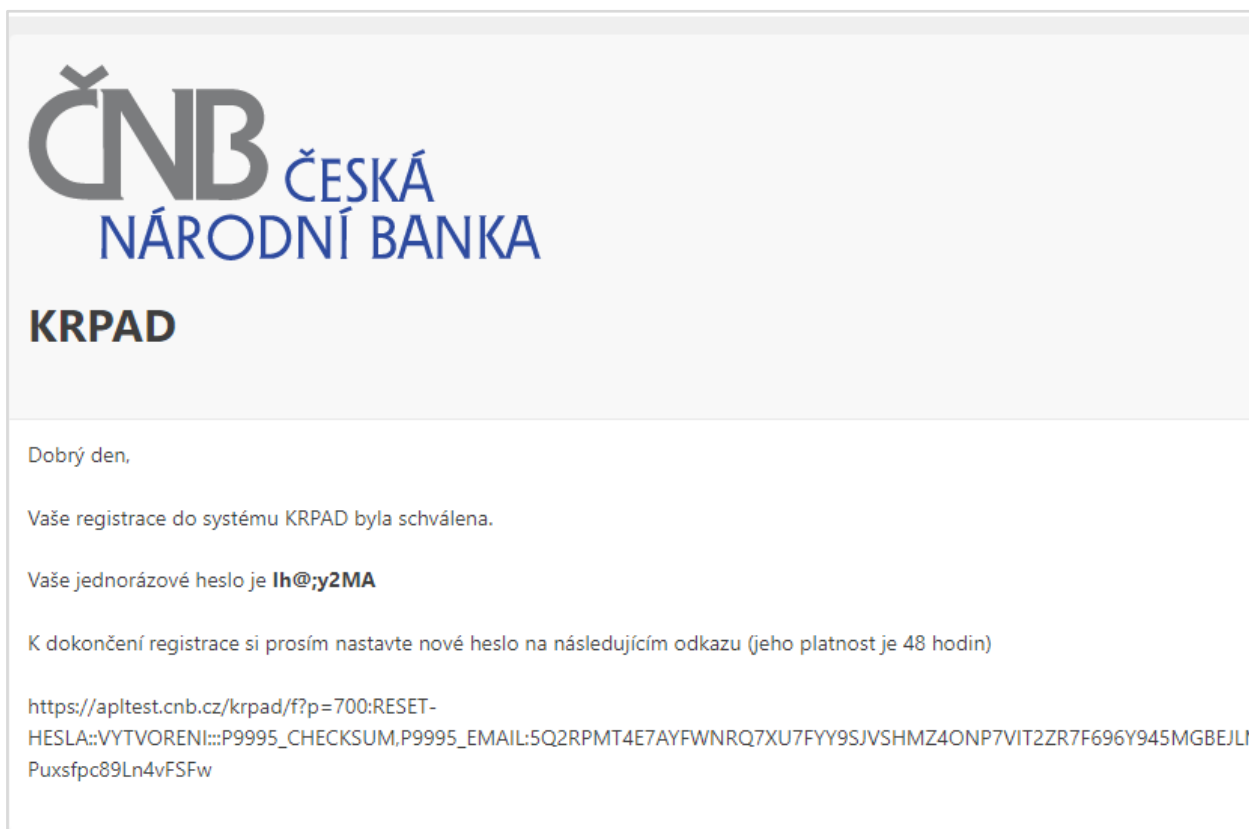 ČNB ČESKÁ
NÁRODNÍ BANKA
KRPAD
Dobrý den,
Vaše registrace do systému KRPAD byla schválena.
Vaše jednorázové heslo je Ih@;y2MA
K dokončení registrace si prosím nastavte nové heslo na následujícím odkazu (jeho platnost je 48 hodin)
https://apltest.cnb.cz/krpad/f?p=700:RESET-
HESLA::VYTVORENI:::P9995_CHECKSUM,P9995_EMAIL:5Q2RPMT4E7AYFWNRQ7XU7FYY9SJVSHMZ4ONP7VIT2ZR7F696Y945MGBEJL
Puxsfpc89Ln4vFSFw